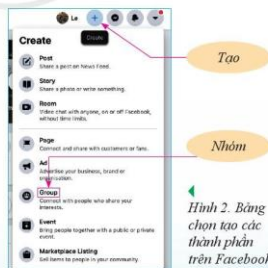 Le
Create
Create
Post
Share a post on News Feed.
Story
Share a photo or write something.
Room
Video chat with anyone, on or off Facebook,
without time limits.
Page
Connect and share with customers or fans.
Ad
Advertise your business, brand or
organization.
Group
Connect with people who share your
interests.
Event
Bring people together with a public or private
event.
Marketplace Listing
Sell items to people in your community.
Tạo
Nhóm
Hình 2. Bảng
chọn tạo các
thành phần
trên Facebook